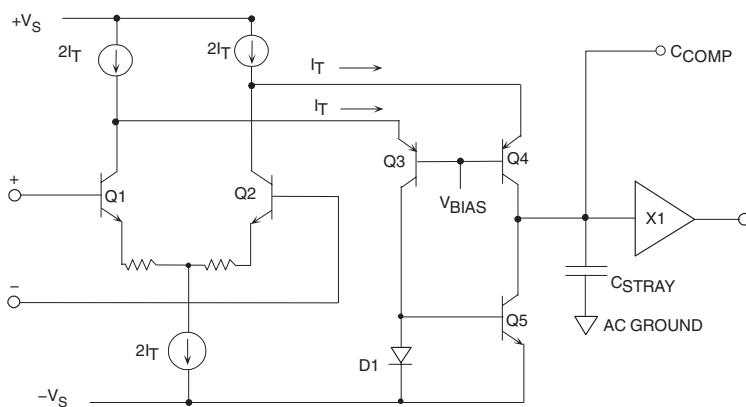 +VS
2IT
2IT
IT
IT
CCOMP
Q3
Q4
+
Q1
Q2
VBIAS
X1
−
CSTRAY
Q5
AC GROUND
2IT
D1
−VS